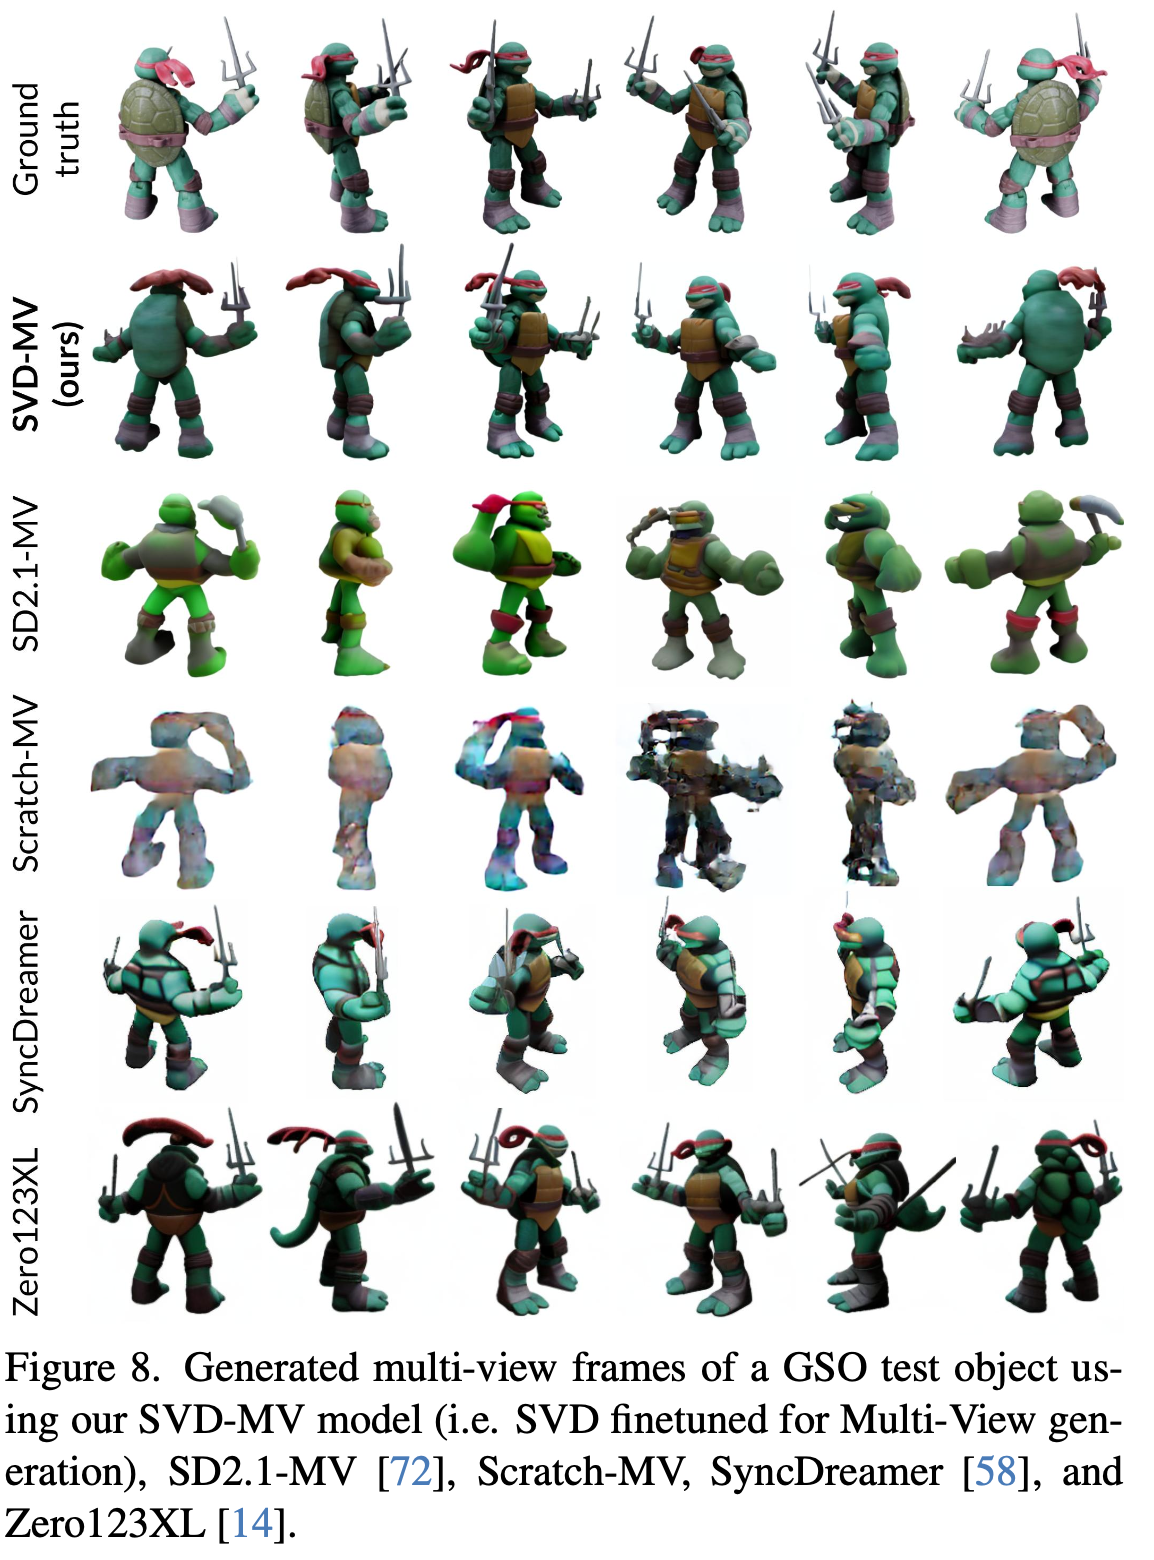 Ground
truth
SVD-MV
(ours)
SD2.1-MV
Scratch-MV
SyncDreamer
Zero123XL
Figure 8. Generated multi-view frames of a GSO test object us-
ing our SVD-MV model (i.e. SVD finetuned for Multi-View gen-
eration), SD2.1-MV [72], Scratch-MV, SyncDreamer [58], and
Zero123XL [14].